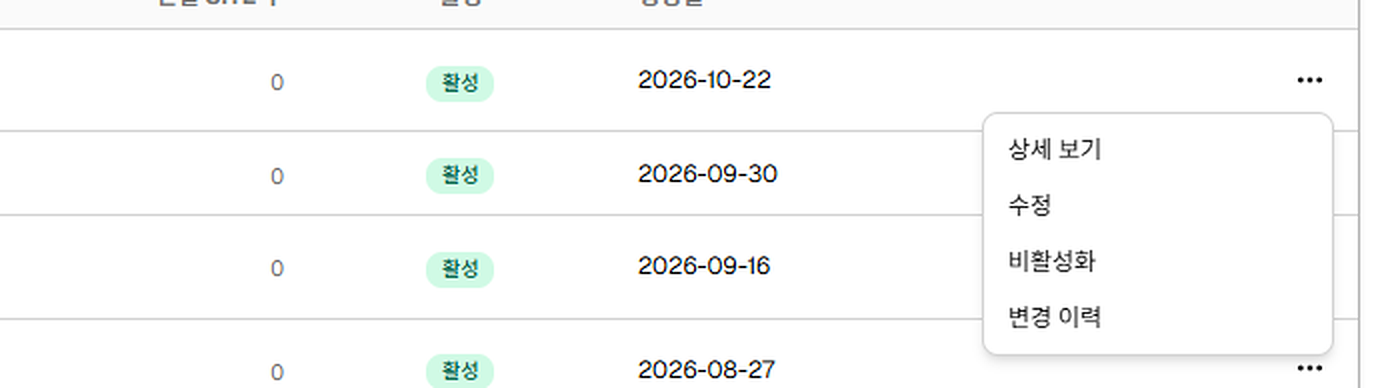 0 활성 2026-10-22 •••
상세 보기
0 활성 2026-09-30
수정
0 활성 2026-09-16
비활성화
변경 이력
0 활성 2026-08-27 •••